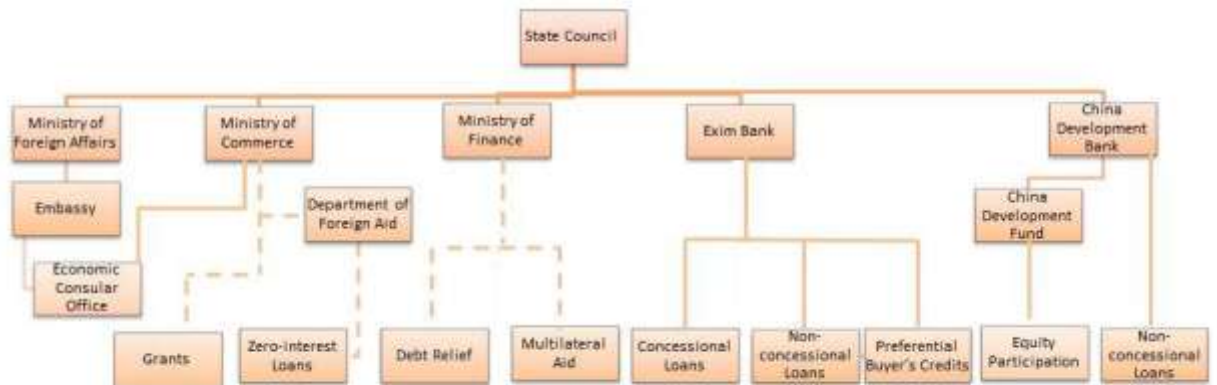 State Council
Ministry of
Foreign Affairs
Ministry of
Commerce
Ministry of
Finance
Exim Bank
China
Development
Bank
Embassy
Department of
Foreign Aid
China
Development
Fund
Economic
Consular
Office
Grants
Zero-interest
Loans
Debt Relief
Multilateral
Aid
Concessional
Loans
Non-
concessional
Loans
Preferential
Buyer's Credits
Equity
Participation
Non-
concessional
Loans